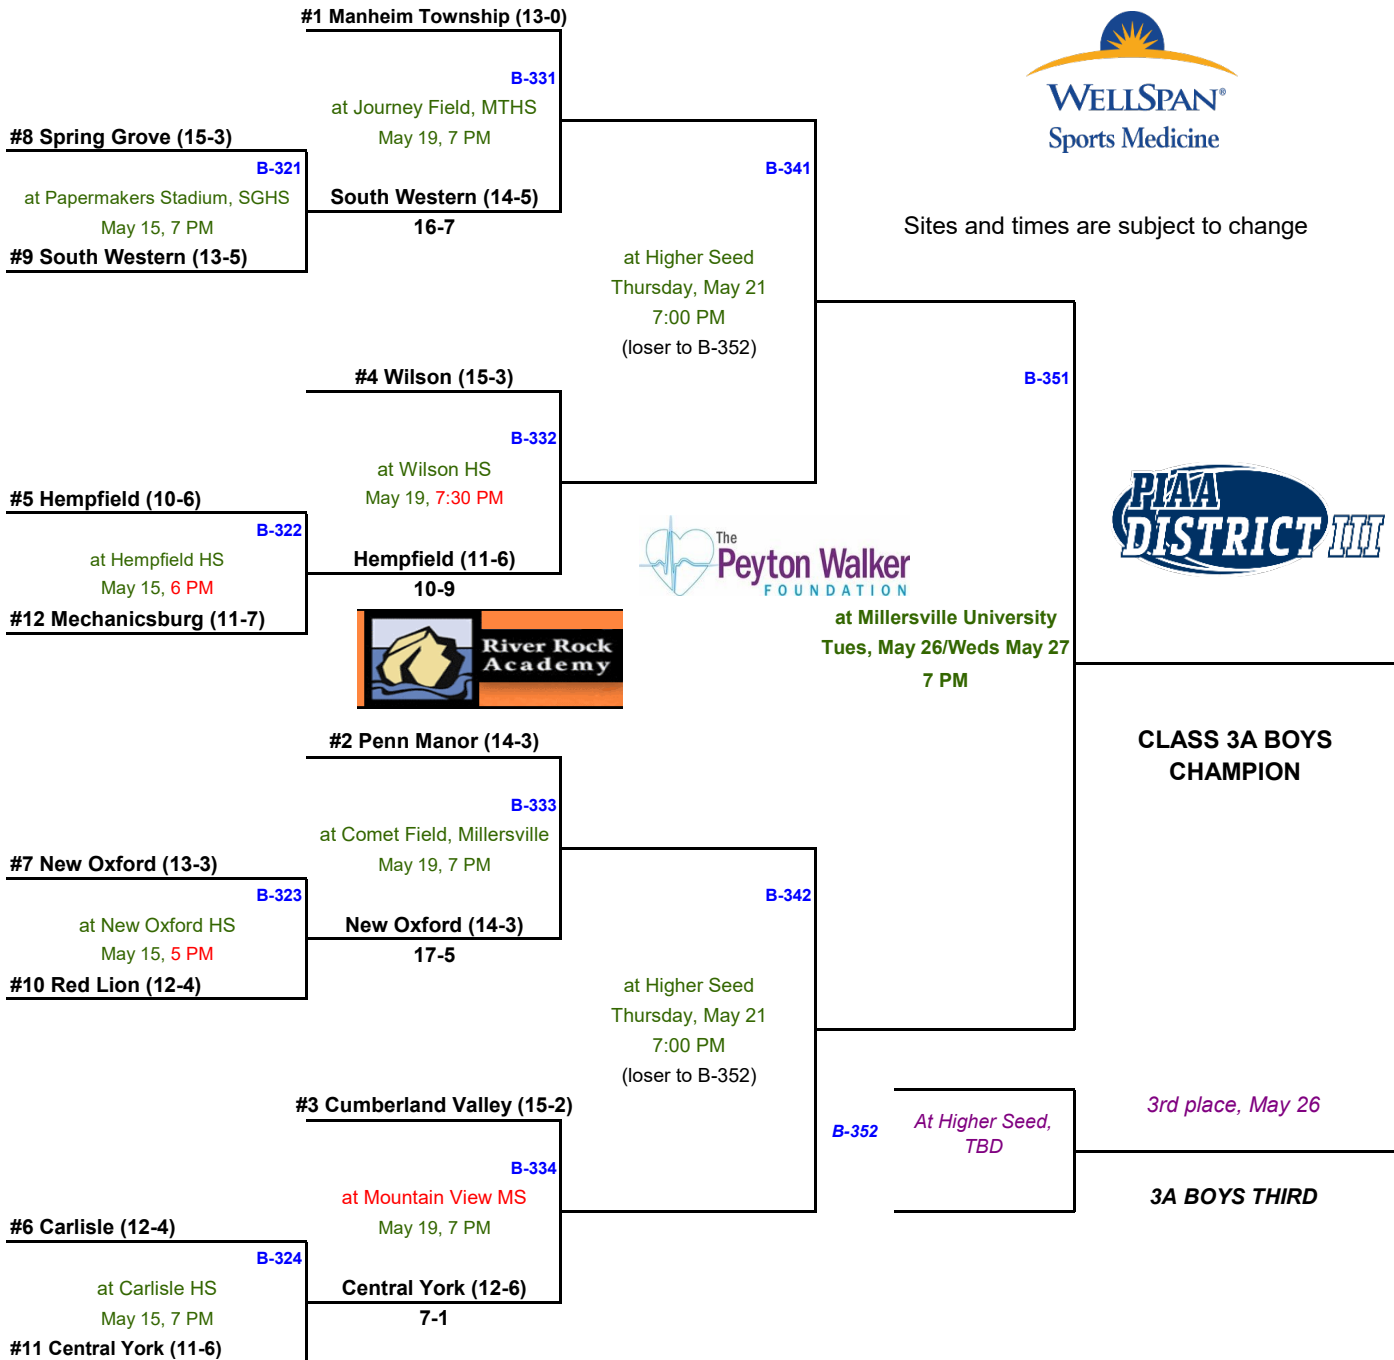 #1 Manheim Township (13-0)
B-331
at Journey Field, MTHS
May 19, 7 PM
#8 Spring Grove (15-3)
B-321
at Papermakers Stadium, SGHS
May 15, 7 PM
#9 South Western (13-5)
South Western (14-5)
16-7
B-341
at Higher Seed
Thursday, May 21
7:00 PM
(loser to B-352)
WELLSPAN®
Sports Medicine
Sites and times are subject to change
#4 Wilson (15-3)
B-332
at Wilson HS
May 19, 7:30 PM
#5 Hempfield (10-6)
B-322
at Hempfield HS
May 15, 6 PM
#12 Mechanicsburg (11-7)
Hempfield (11-6)
10-9
B-351
The
Peyton Walker
FOUNDATION
at Millersville University
Tues, May 26/Weds May 27
7 PM
PIAA
DISTRICT III
River Rock
Academy
CLASS 3A BOYS
CHAMPION
#2 Penn Manor (14-3)
B-333
at Comet Field, Millersville
May 19, 7 PM
#7 New Oxford (13-3)
B-323
at New Oxford HS
May 15, 5 PM
#10 Red Lion (12-4)
New Oxford (14-3)
17-5
B-342
at Higher Seed
Thursday, May 21
7:00 PM
(loser to B-352)
#3 Cumberland Valley (15-2)
B-334
at Mountain View MS
May 19, 7 PM
#6 Carlisle (12-4)
B-324
at Carlisle HS
May 15, 7 PM
#11 Central York (11-6)
Central York (12-6)
7-1
B-352
At Higher Seed,
TBD
3rd place, May 26
3A BOYS THIRD